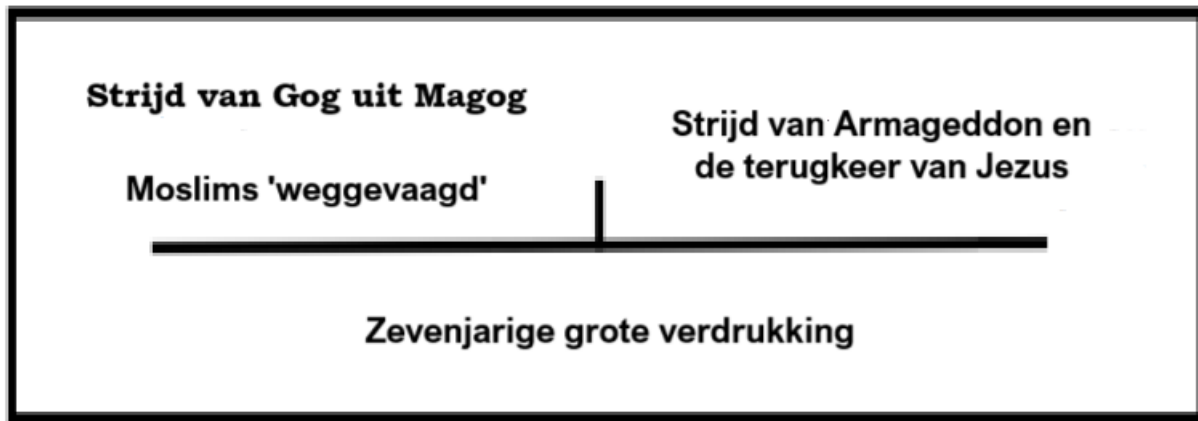 Strijd van Gog uit Magog
Moslims 'weggevaagd'
Strijd van Armageddon en
de terugkeer van Jezus
Zevenjarige grote verdrukking